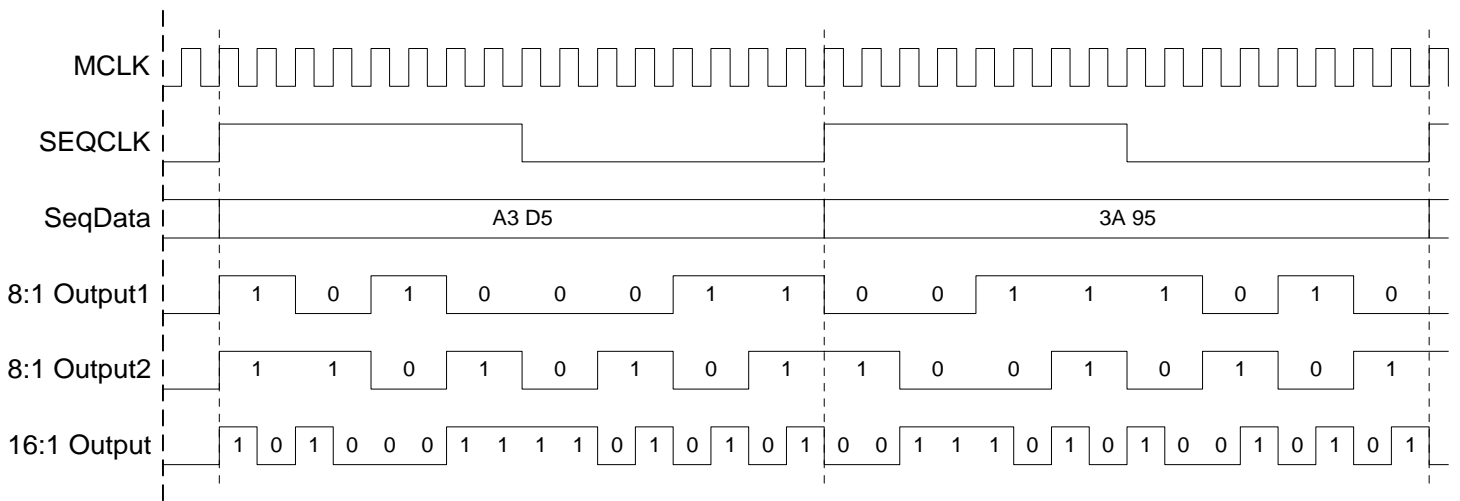 MCLK
SEQCLK
SeqData A3 D5 3A 95
8:1 Output1 1 0 1 0 0 0 1 1 0 0 1 1 1 0 1 0
8:1 Output2 1 1 0 1 0 1 0 1 1 0 0 1 0 1 0 1
16:1 Output 1 0 1 0 0 0 1 1 1 1 0 1 0 1 0 1 0 0 1 1 1 0 1 0 1 0 0 1 0 1 0 1